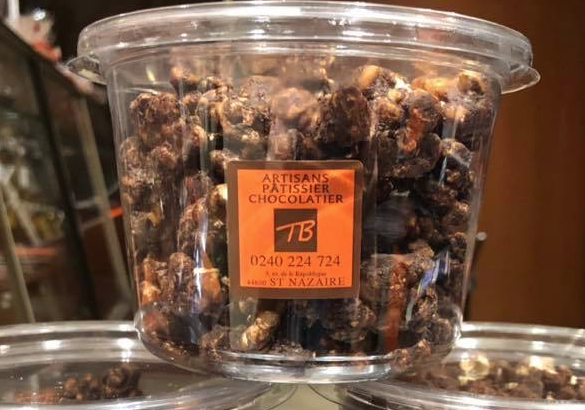 ARTISANS
PÂTISSIER
CHOCOLATIER
TB
0240 224 724
5, av. de la République
44600 ST NAZAIRE